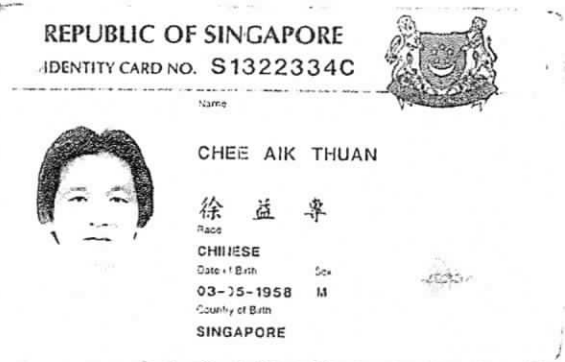 REPUBLIC OF SINGAPORE
IDENTITY CARD NO. S1322334C
Name
CHEE AIK THUAN
徐 益 專
Race
CHINESE
Date of Birth Sex
03-05-1958 M
Country of Birth
SINGAPORE